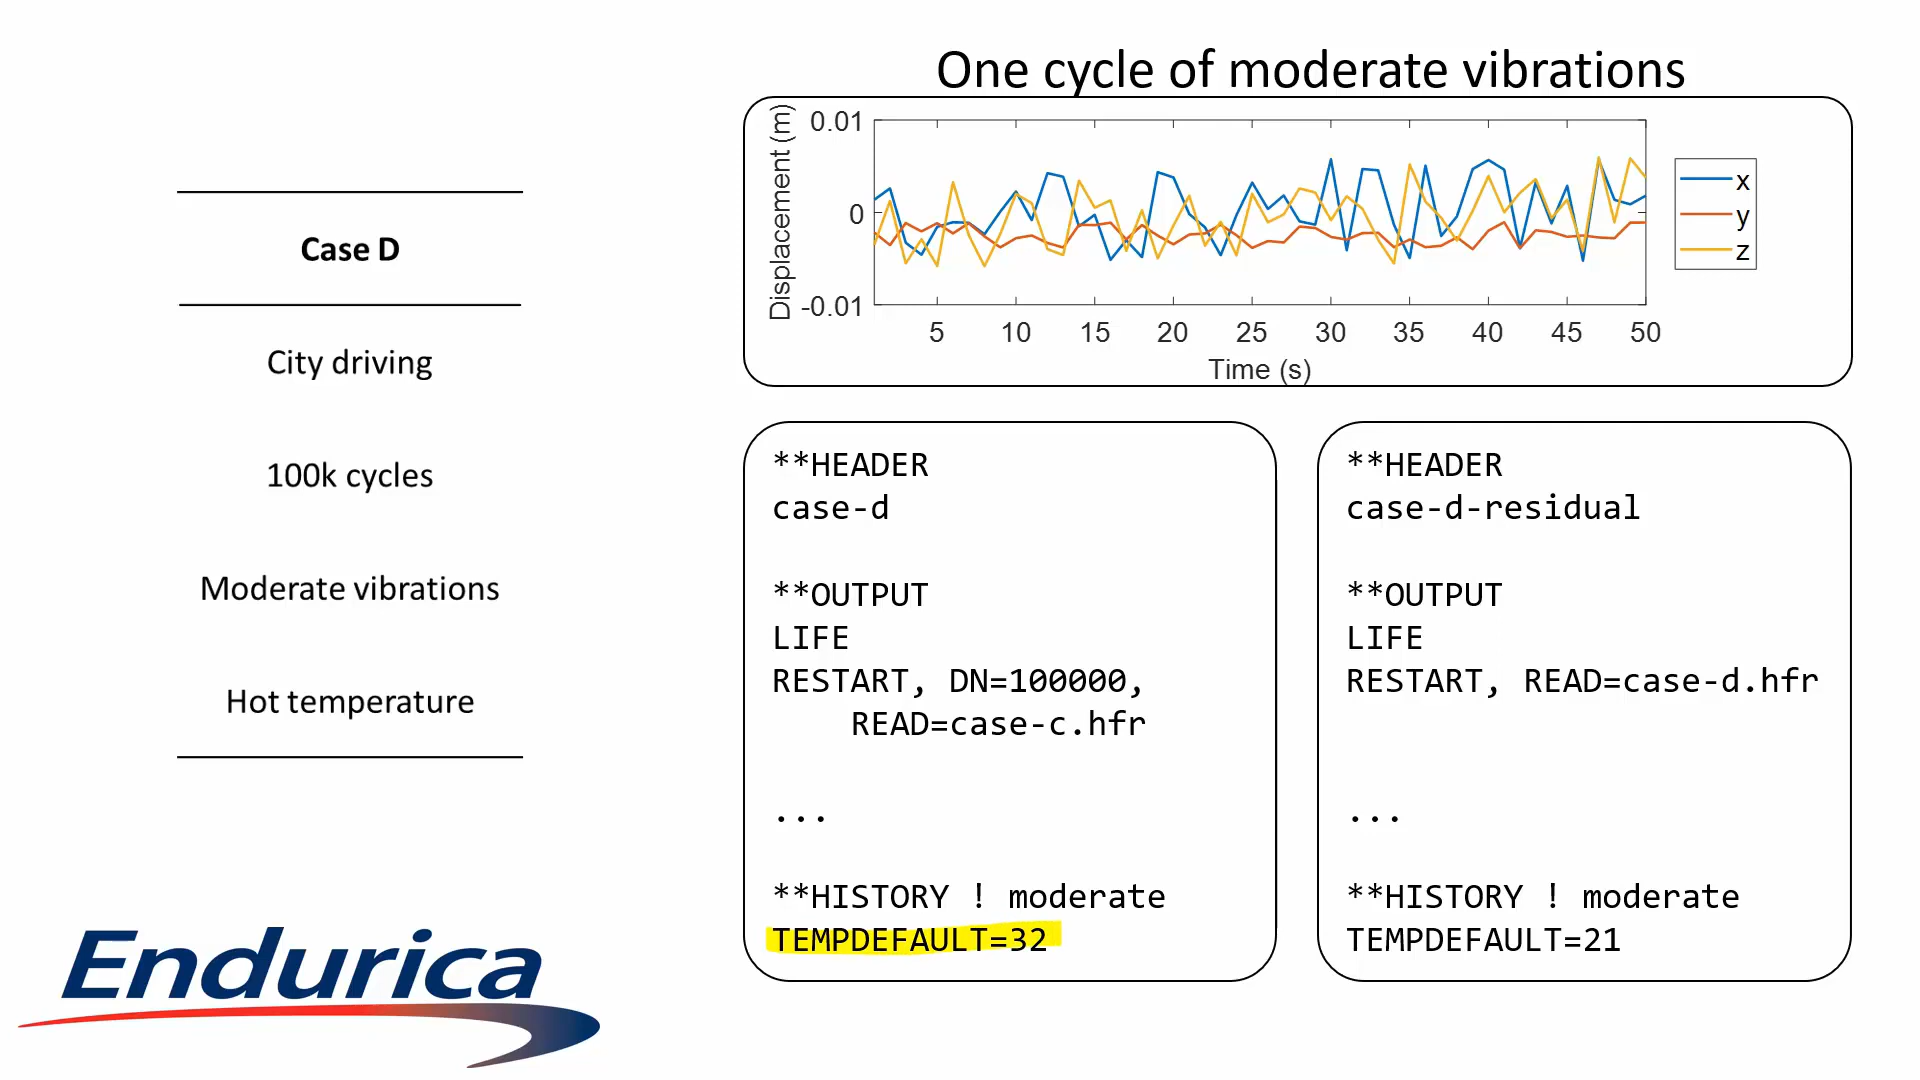 One cycle of moderate vibrations
Case D
City driving
100k cycles
Moderate vibrations
Hot temperature
Displacement (m)
0.01
0
-0.01
5 10 15 20 25 30 35 40 45 50
Time (s)
x
y
z
**HEADER
case-d
**OUTPUT
LIFE
RESTART, DN=100000,
READ=case-c.hfr
...
**HISTORY ! moderate
TEMPDEFAULT=32
**HEADER
case-d-residual
**OUTPUT
LIFE
RESTART, READ=case-d.hfr
...
**HISTORY ! moderate
TEMPDEFAULT=21
Endurica